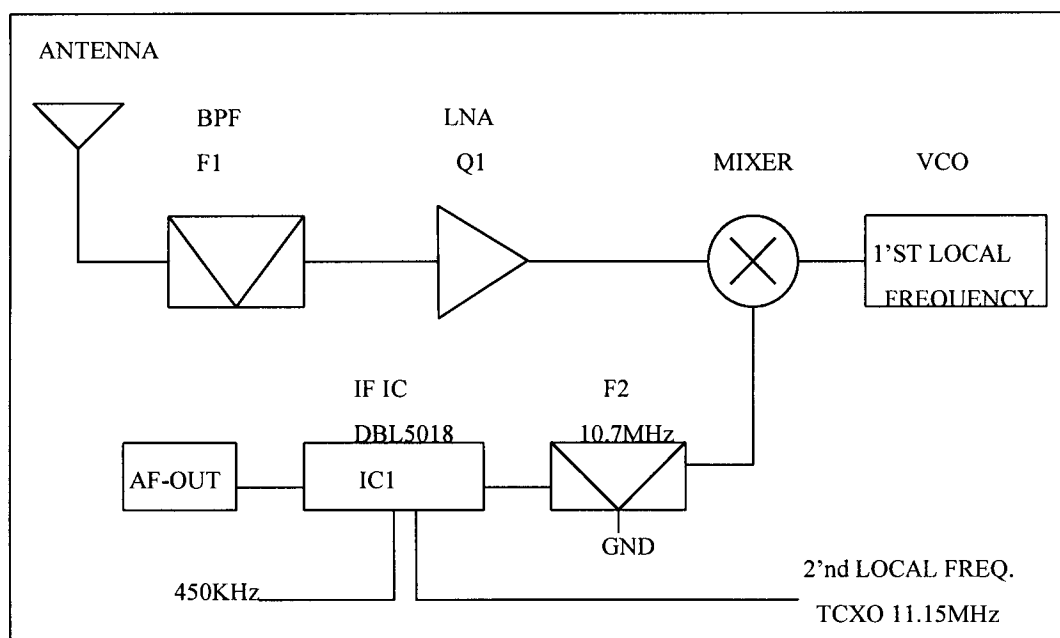 ANTENNA
BPF
F1
LNA
Q1
MIXER
VCO
1'ST LOCAL
FREQUENCY
IF IC
DBL5018
IC1
F2
10.7MHz
GND
AF-OUT
450KHz
2'nd LOCAL FREQ.
TCXO 11.15MHz